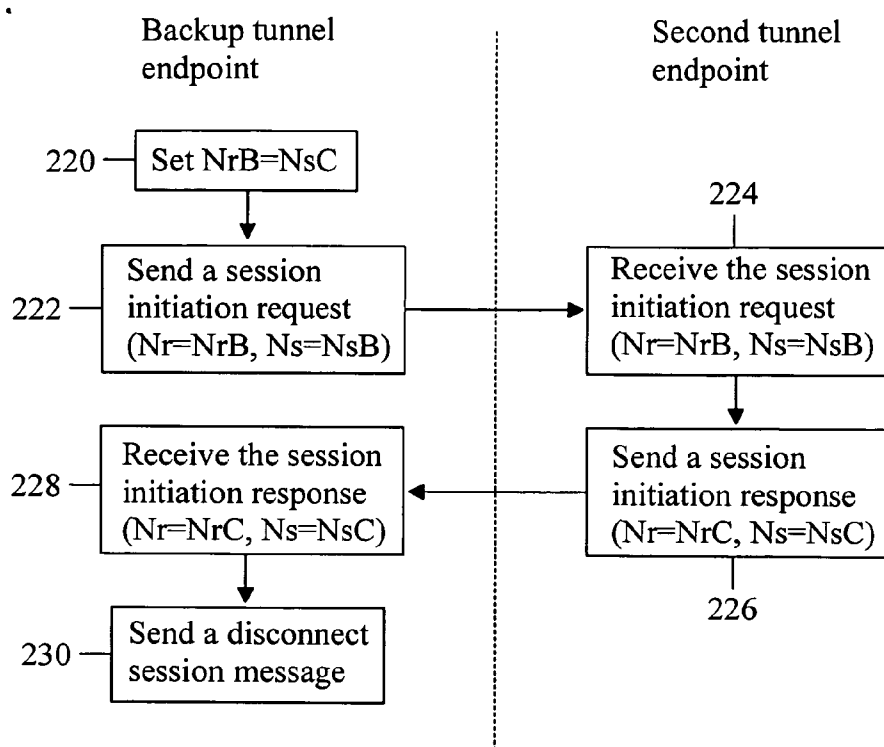 Backup tunnel
endpoint
Second tunnel
endpoint
220
Set NrB=NsC
224
222
Send a session
initiation request
(Nr=NrB, Ns=NsB)
Receive the session
initiation request
(Nr=NrB, Ns=NsB)
228
Receive the session
initiation response
(Nr=NrC, Ns=NsC)
Send a session
initiation response
(Nr=NrC, Ns=NsC)
226
230
Send a disconnect
session message